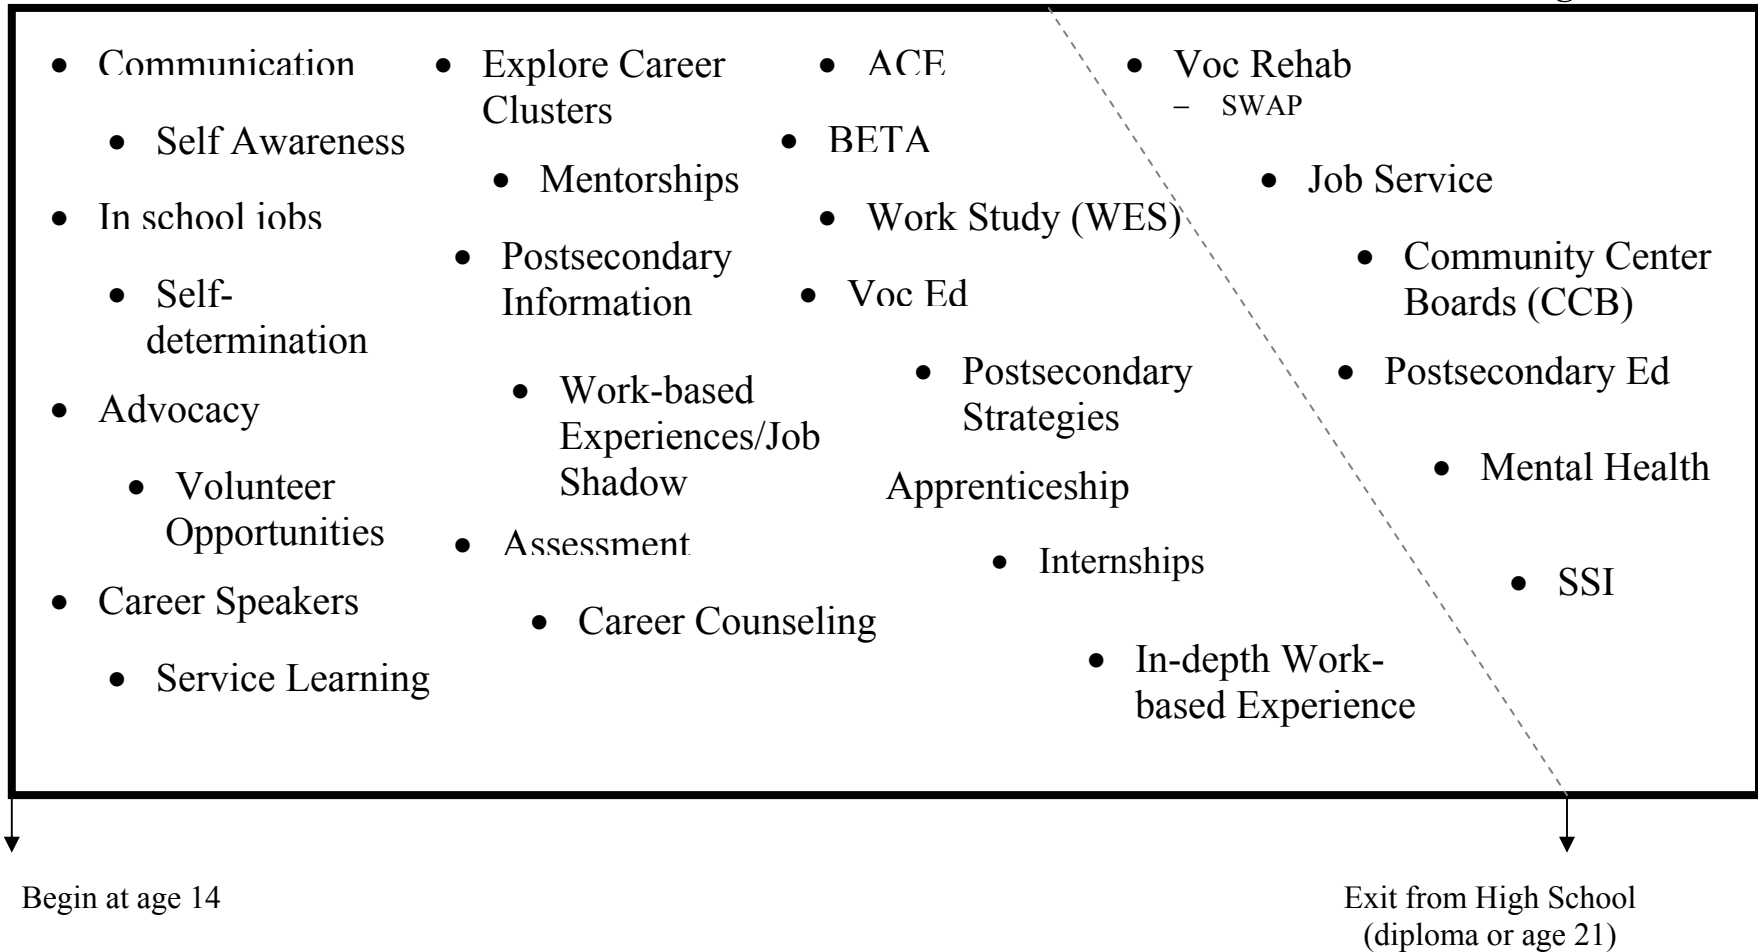 • Communication
• Self Awareness
• In school jobs
• Self-
determination
• Advocacy
• Volunteer
Opportunities
• Career Speakers
• Service Learning
• Explore Career
Clusters
• Mentorships
• Postsecondary
Information
• Work-based
Experiences/Job
Shadow
• Assessment
• Career Counseling
• ACE
• BETA
• Work Study (WES)
• Voc Ed
• Postsecondary
Strategies
Apprenticeship
• Internships
• In-depth Work-
based Experience
• Voc Rehab
– SWAP
• Job Service
• Community Center
Boards (CCB)
• Postsecondary Ed
• Mental Health
• SSI
Begin at age 14
Exit from High School
(diploma or age 21)